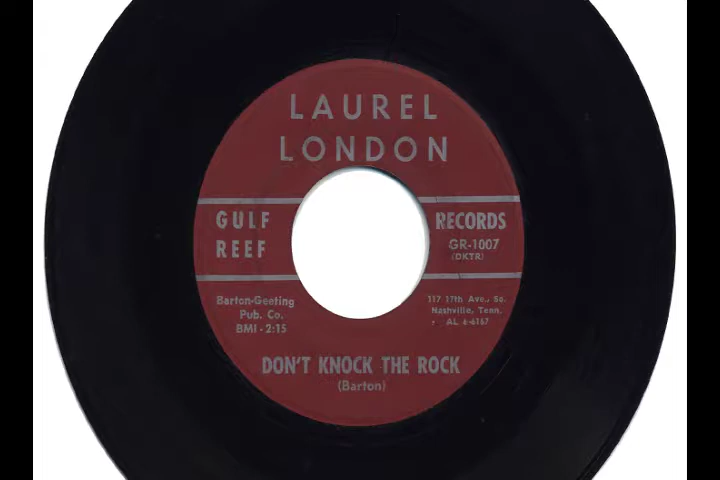 LAUREL
LONDON
GULF RECORDS
REEF GR-1007
(DKTR)
Barton-Geeting
Pub. Co.
BMI - 2:15
117 17th Ave., So.
Nashville, Tenn.
AL 6-6167
DON'T KNOCK THE ROCK
(Barton)